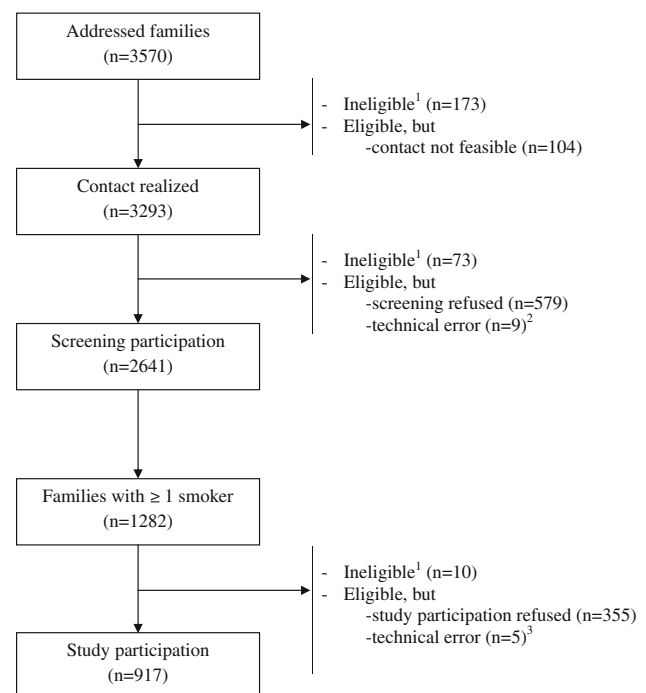 Addressed families
(n=3570)
- Ineligible¹ (n=173)
- Eligible, but
-contact not feasible (n=104)
Contact realized
(n=3293)
- Ineligible¹ (n=73)
- Eligible, but
-screening refused (n=579)
-technical error (n=9)²
Screening participation
(n=2641)
Families with ≥ 1 smoker
(n=1282)
- Ineligible¹ (n=10)
- Eligible, but
-study participation refused (n=355)
-technical error (n=5)³
Study participation
(n=917)